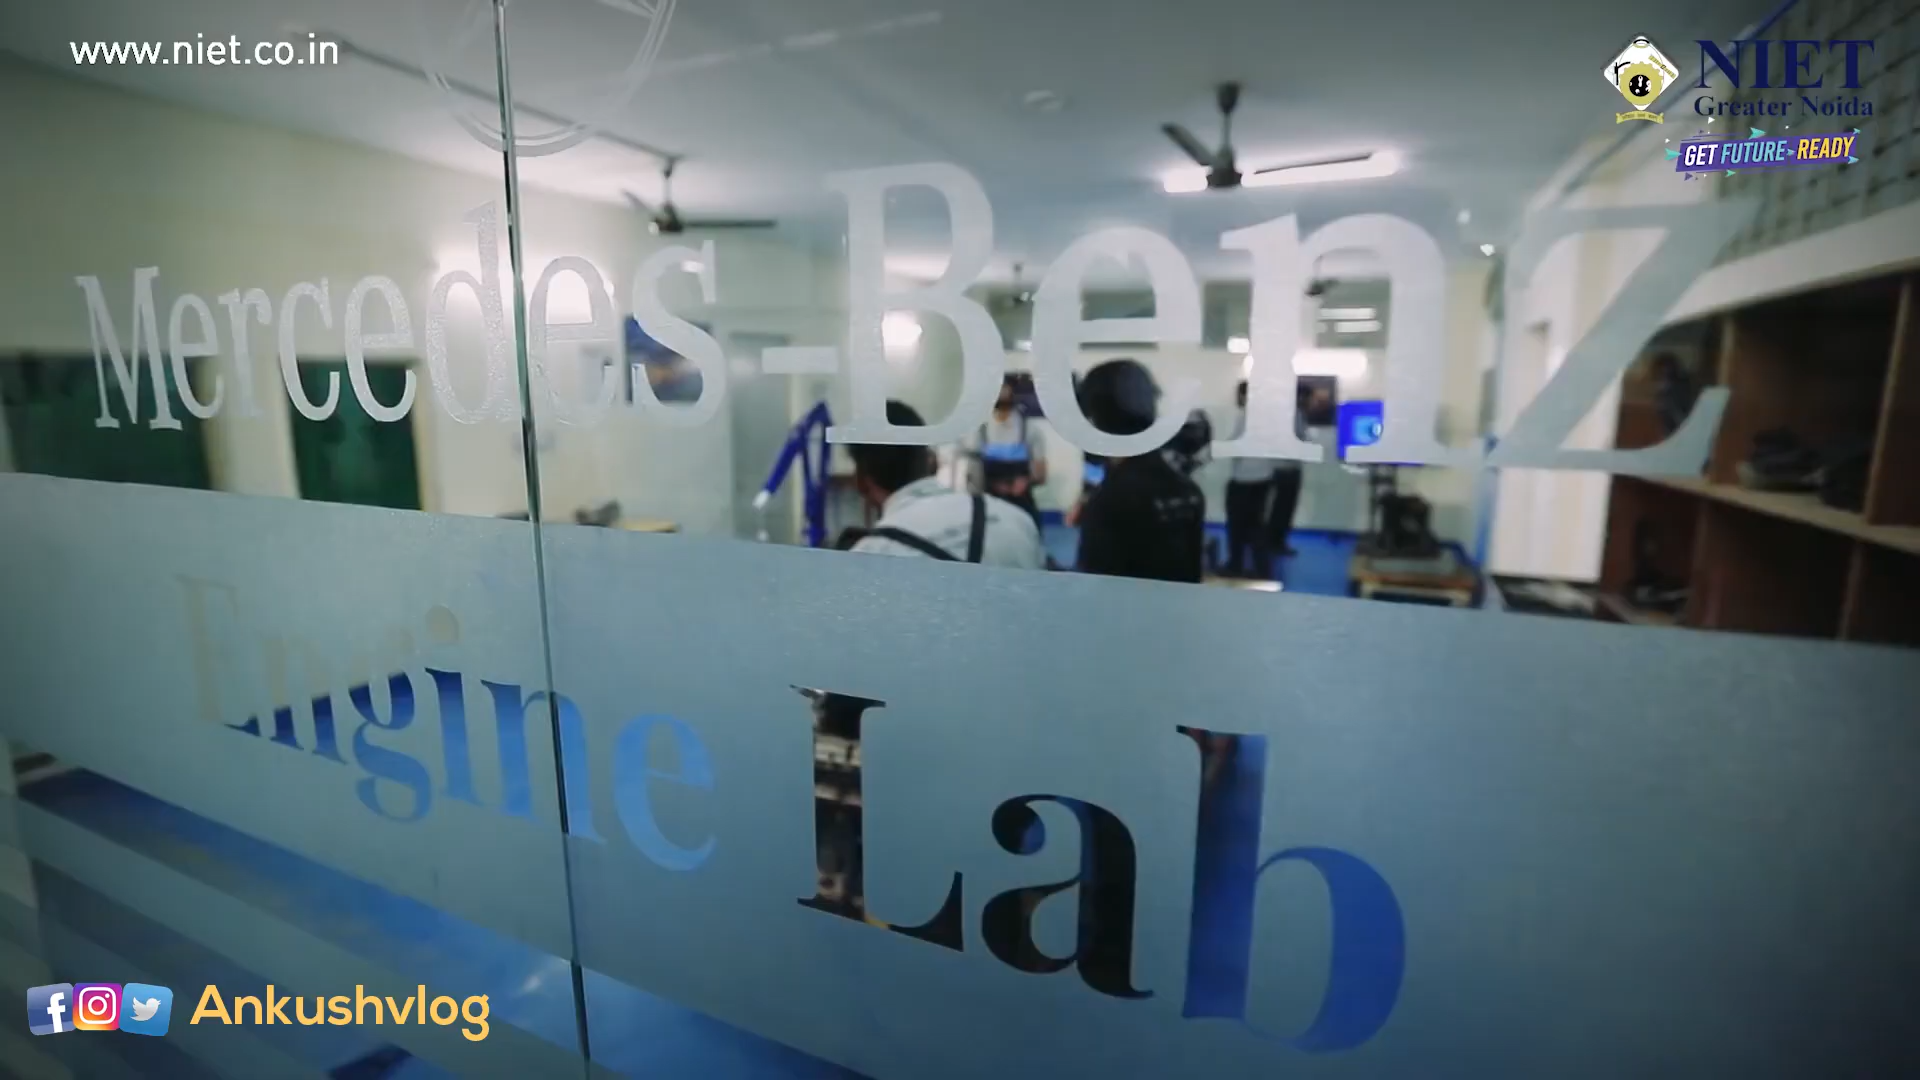 www.niet.co.in
NIET
Greater Noida
GET FUTURE-READY
Mercedes-Benz
Engine Lab
Ankushvlog